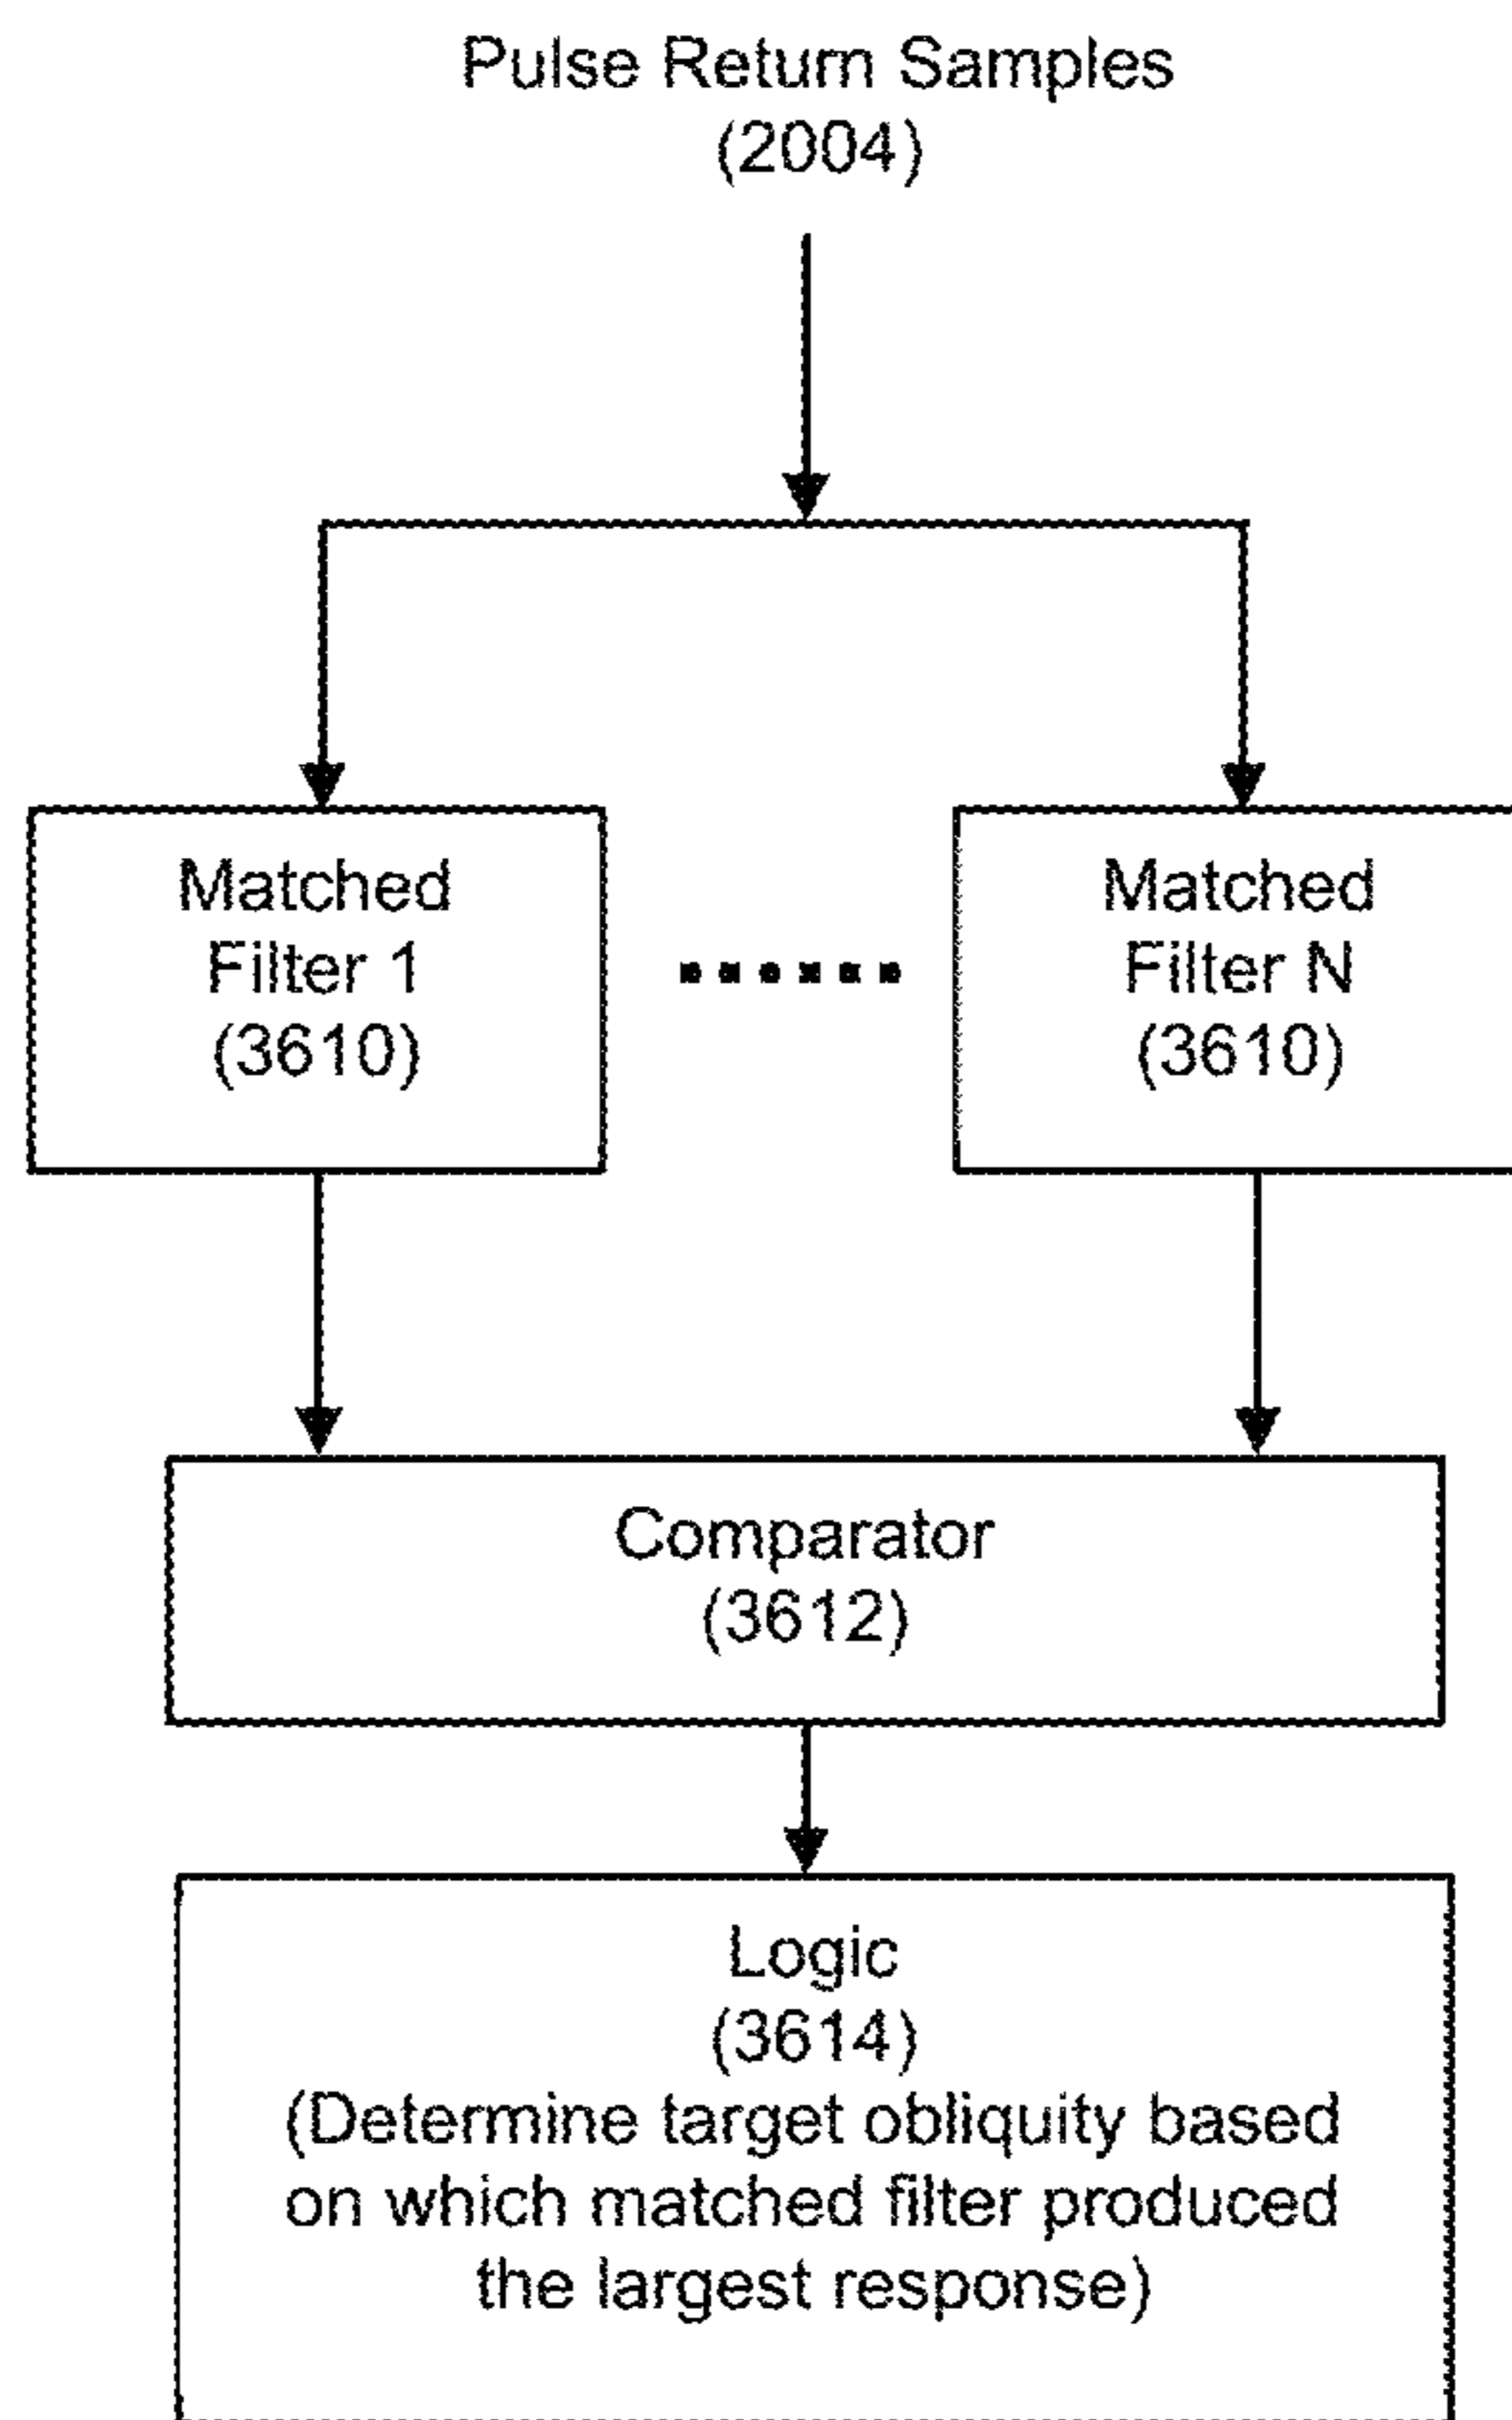 Pulse Return Samples
(2004)
Matched
Filter 1
(3610)
Matched
Filter N
(3610)
Comparator
(3612)
Logic
(3614)
(Determine target obliquity based
on which matched filter produced
the largest response)